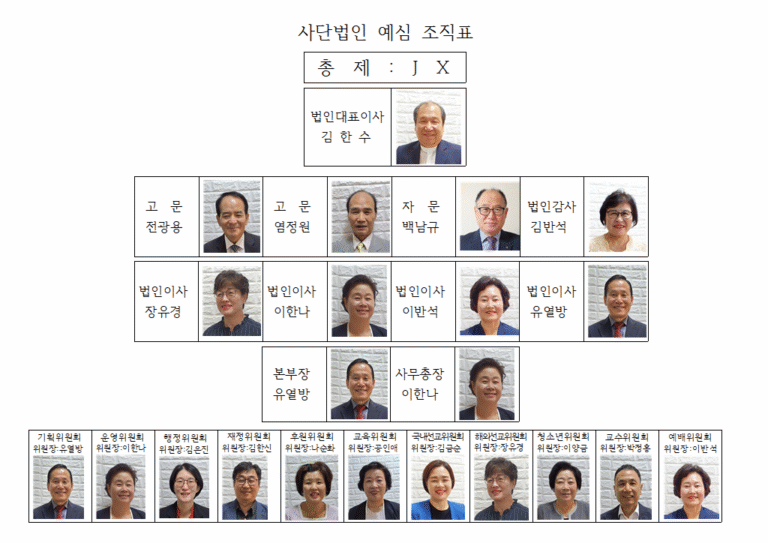 사단법인 예심 조직표
총 제 : J X
법인대표이사
김 한 수
고 문
전광용
고 문
염정원
자 문
백남규
법인감사
김반석
법인이사
장유경
법인이사
이한나
법인이사
이반석
법인이사
유열방
본부장
유열방
사무총장
이한나
기획위원회
위원장:유열방
운영위원회
위원장:이한나
행정위원회
위원장:김은진
재정위원회
위원장:김한신
후원위원회
위원장:나순화
교육위원회
위원장:공인애
국내선교위원회
위원장:김금순
해외선교위원회
위원장:장유경
청소년위원회
위원장:이양금
교수위원회
위원장:박정홍
예배위원회
위원장:이반석